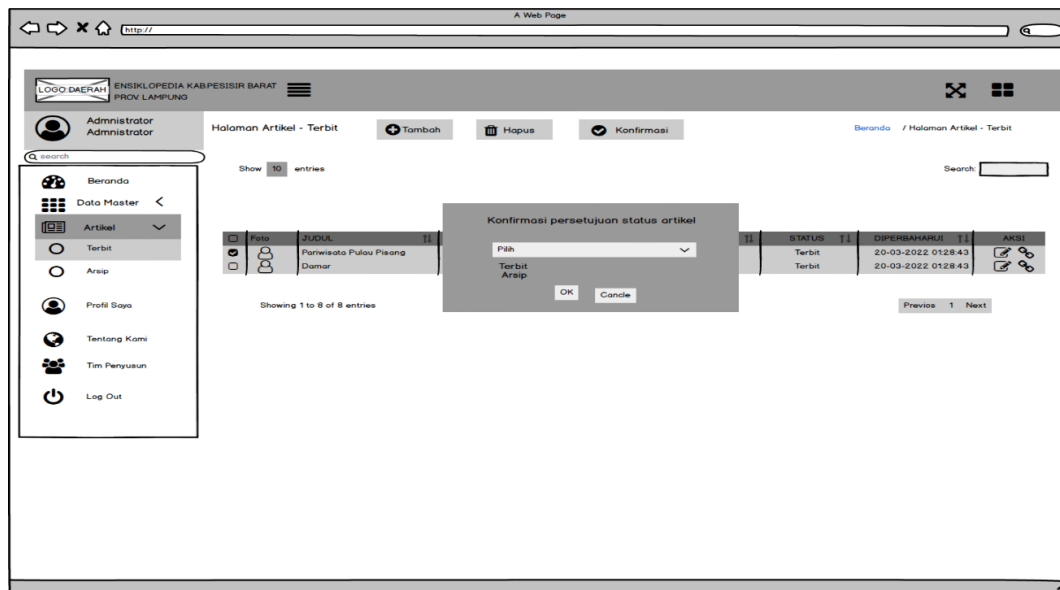 A Web Page
http://
LOGO DAERAH
ENSIKLOPEDIA KAB.PESISIR BARAT
PROV. LAMPUNG
Admnistrator
Admnistrator
search
Beranda
Data Master
Artikel
Terbit
Arsip
Profil Saya
Tentang Kami
Tim Penyusun
Log Out
Halaman Artikel - Terbit
Tambah
Hapus
Konfirmasi
Beranda / Halaman Artikel - Terbit
Show 10 entries
Search:
Foto JUDUL STATUS DIPERBAHARUI AKSI
Pariwisata Pulau Pisang Terbit 20-03-2022 01:28:43
Damar Terbit 20-03-2022 01:28:43
Konfirmasi persetujuan status artikel
Pilih
Terbit
Arsip
OK Cancle
Showing 1 to 8 of 8 entries
Previos 1 Next